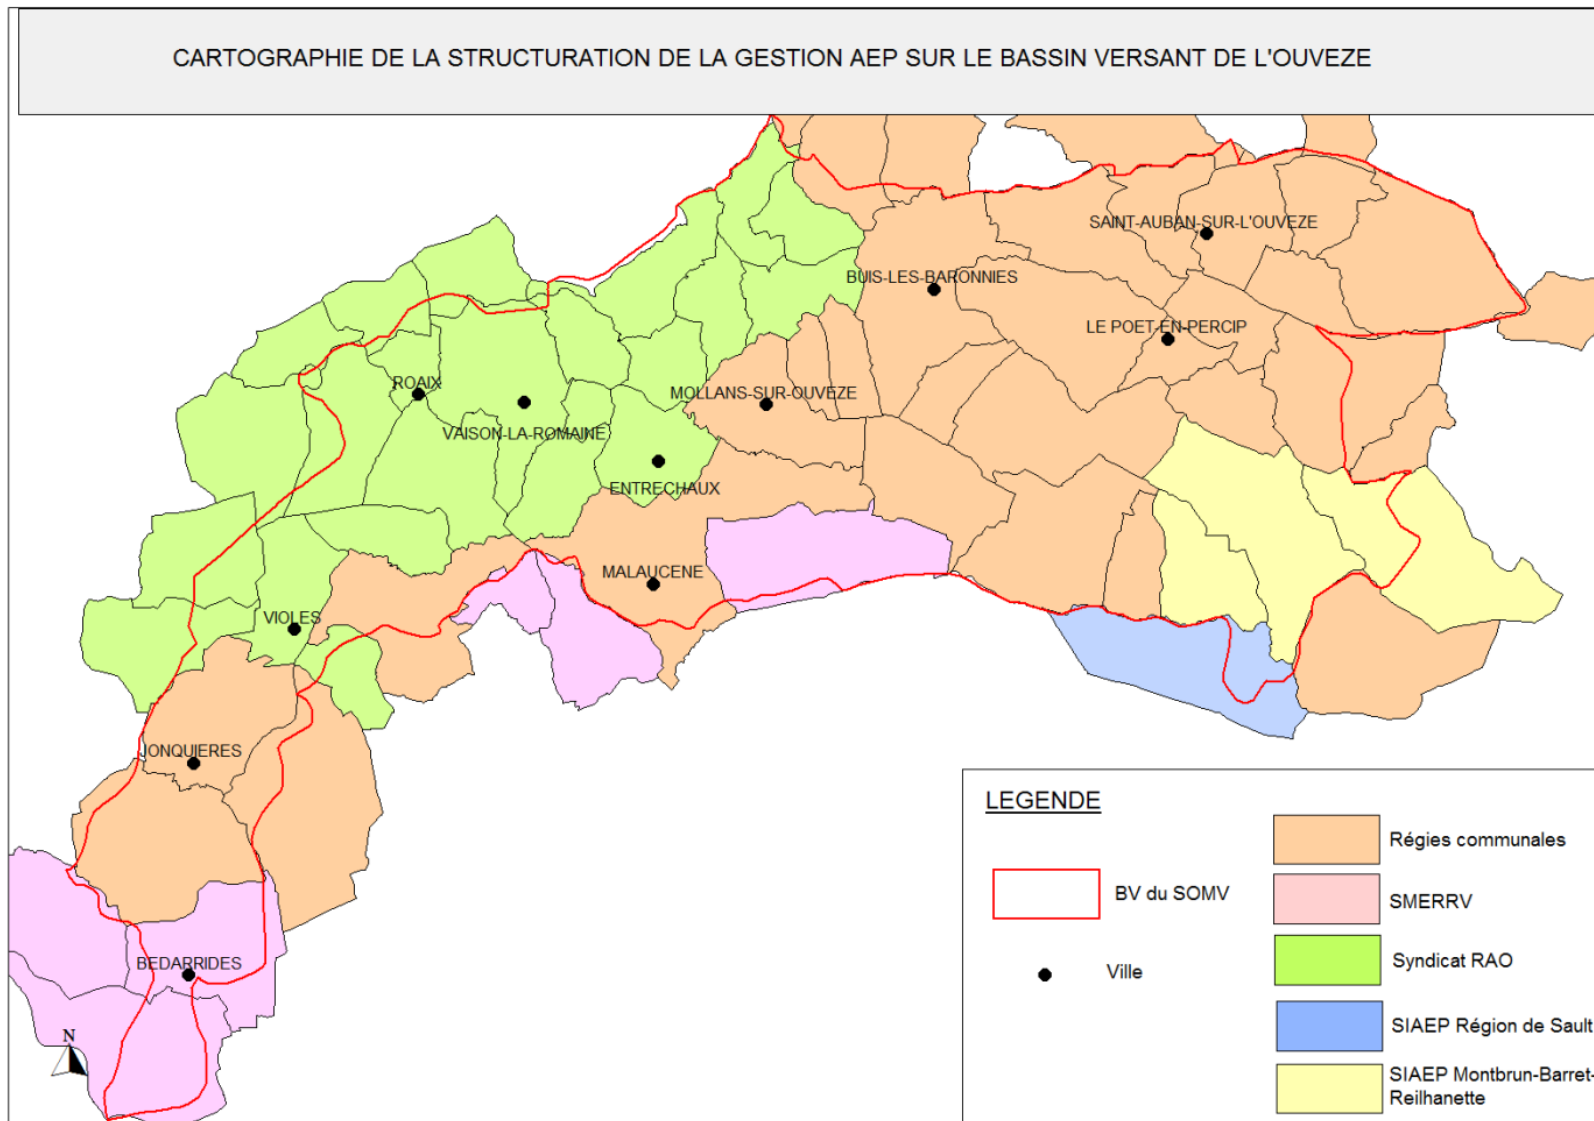 CARTOGRAPHIE DE LA STRUCTURATION DE LA GESTION AEP SUR LE BASSIN VERSANT DE L'OUVEZE
SAINT-AUBAN-SUR-L'OUVEZE
BUIS-LES-BARONNIES
LE POET-EN-PERCIP
ROAIX
MOLLANS-SUR-OUVEZE
VAISON-LA-ROMAINE
ENTRECHAUX
MALAUCENE
VIOLES
JONQUIERES
BEDARRIDES
N
LEGENDE
BV du SOMV
Ville
Régies communales
SMERRV
Syndicat RAO
SIAEP Région de Sault
SIAEP Montbrun-Barret-
Reilhanette